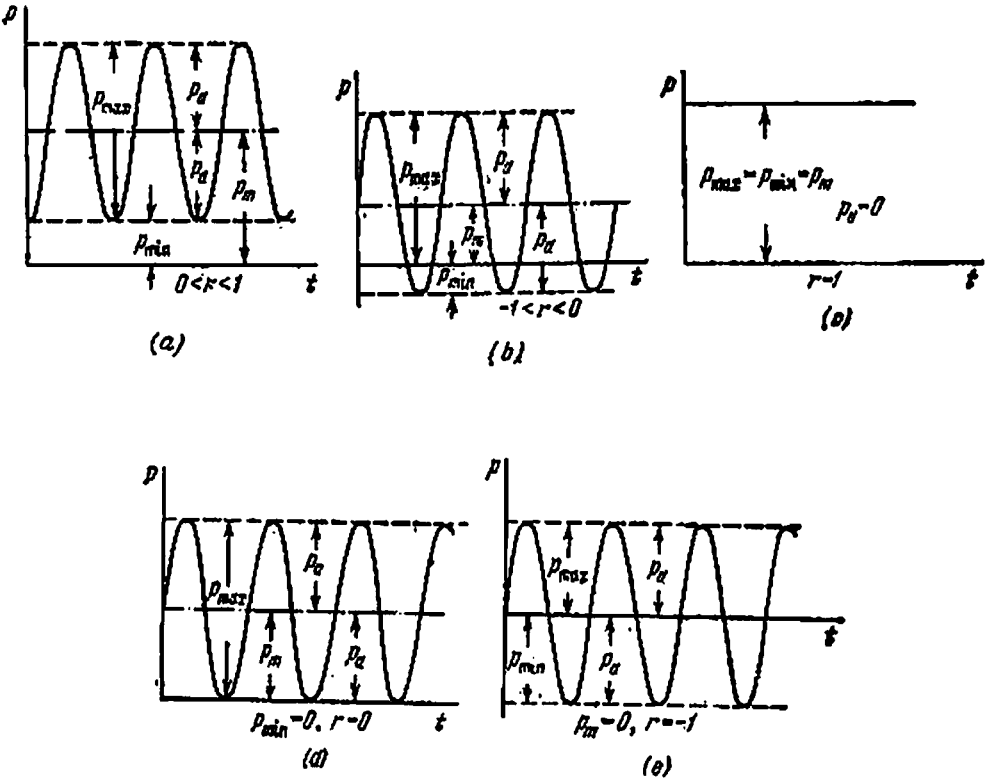 p
p_max
p_a
p_a
p_m
p_min
0<r<1
t
(a)
p
p_max
p_a
p_m
p_a
p_min
-1<r<0
t
(b)
p
p_max=p_min=p_m
p_a=0
r=1
t
p
p_max
p_a
p_m
p_a
p_min=0, r=0
t
(d)
p
p_max
p_a
p_min
p_a
t
p_m=0, r=-1
(e)